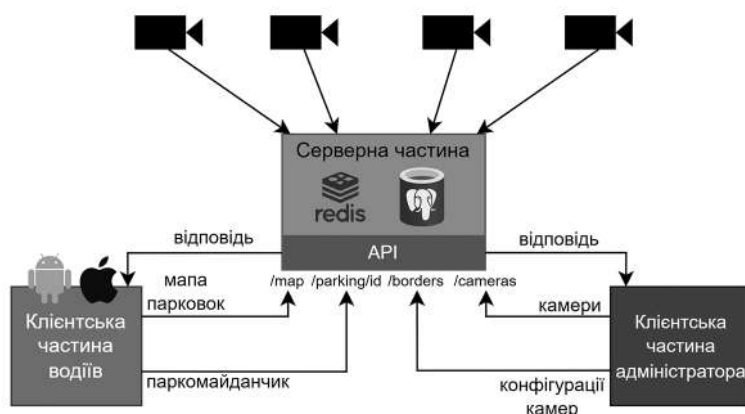 Серверна частина
redis
API
відповідь
відповідь
/map /parking/id /borders /cameras
мапа
парковок
камери
Клієнтська
частина
водіїв
Клієнтська
частина
адміністратора
паркомайданчик
конфігурації
камер